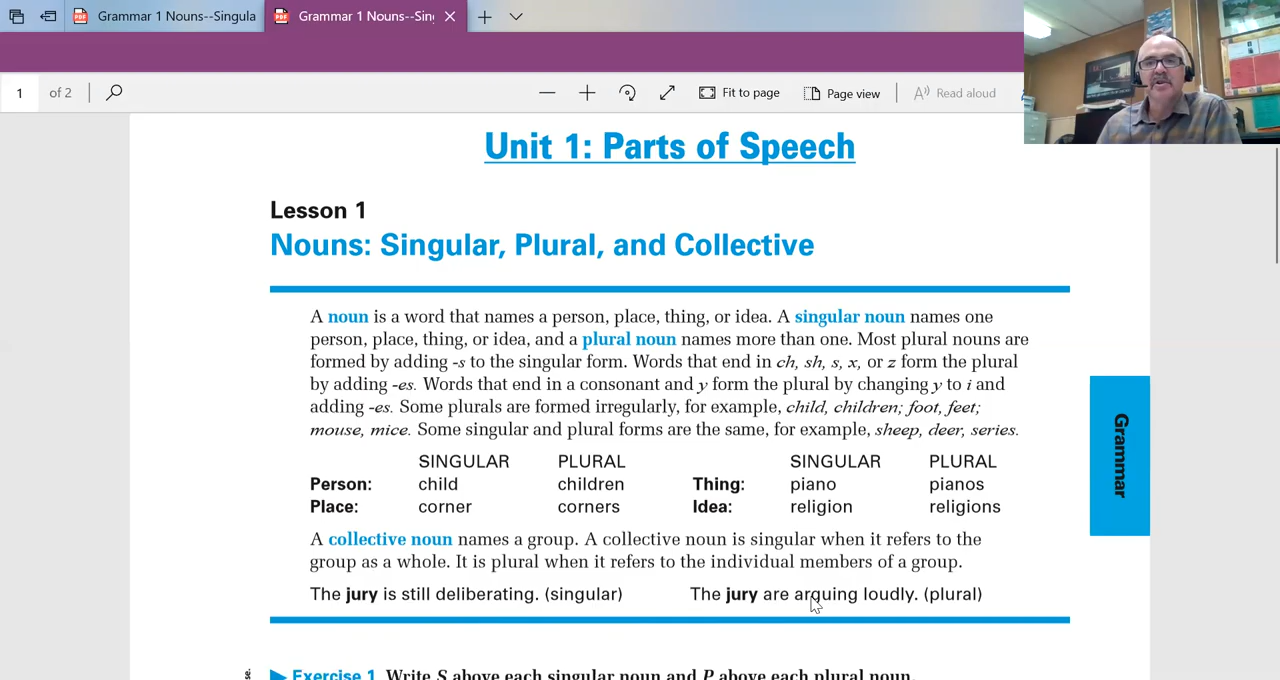 Grammar 1 Nouns--Singula
Grammar 1 Nouns--Sin
1 of 2
Fit to page
Page view
Read aloud
Unit 1: Parts of Speech
Lesson 1
Nouns: Singular, Plural, and Collective
A noun is a word that names a person, place, thing, or idea. A singular noun names one
person, place, thing, or idea, and a plural noun names more than one. Most plural nouns are
formed by adding -s to the singular form. Words that end in ch, sh, s, x, or z form the plural
by adding -es. Words that end in a consonant and y form the plural by changing y to i and
adding -es. Some plurals are formed irregularly, for example, child, children; foot, feet;
mouse, mice. Some singular and plural forms are the same, for example, sheep, deer, series.
SINGULAR PLURAL SINGULAR PLURAL
Person: child children Thing: piano pianos
Place: corner corners Idea: religion religions
A collective noun names a group. A collective noun is singular when it refers to the
group as a whole. It is plural when it refers to the individual members of a group.
The jury is still deliberating. (singular) The jury are arguing loudly. (plural)
Grammar
Exercise 1 Write S above each singular noun and P above each plural noun.